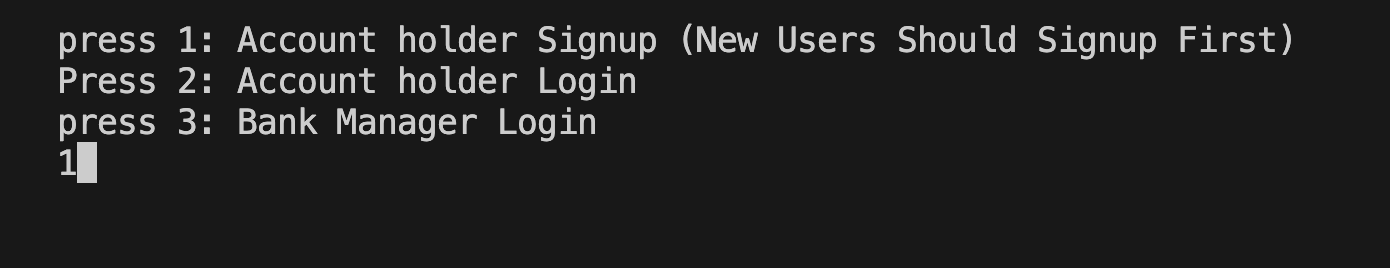 press 1: Account holder Signup (New Users Should Signup First)
Press 2: Account holder Login
press 3: Bank Manager Login
1